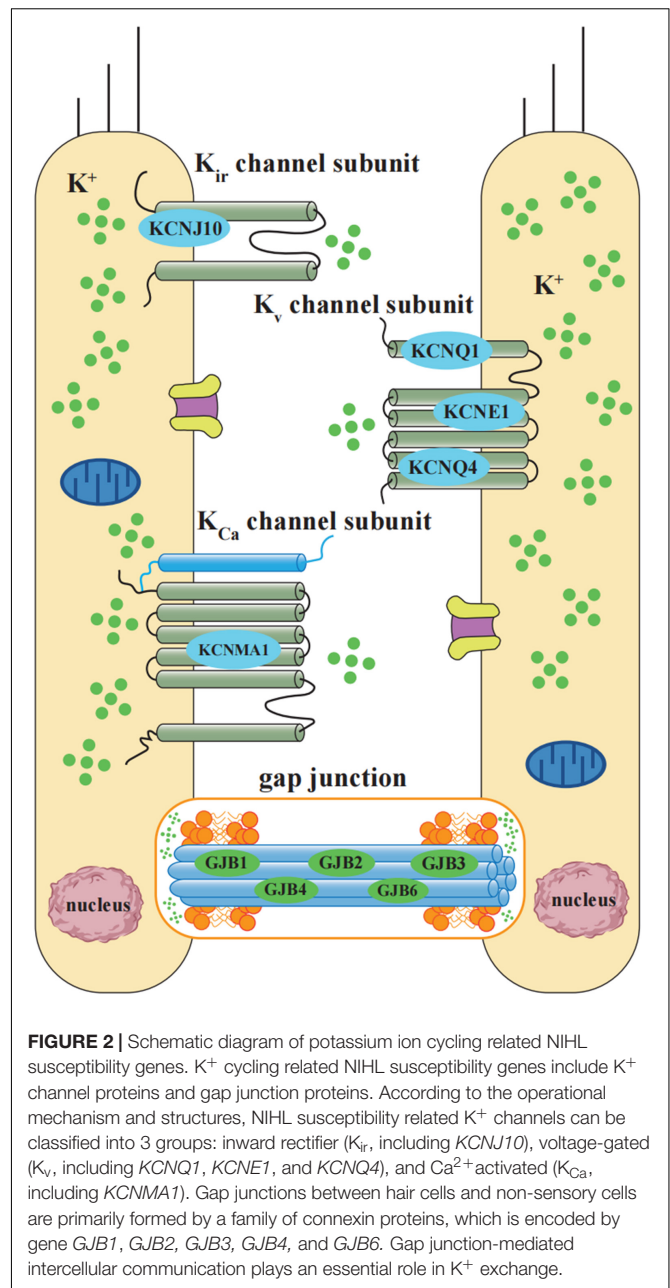 K+
K_ir channel subunit
KCNJ10
K+
K_v channel subunit
KCNQ1
KCNE1
KCNQ4
K_Ca channel subunit
KCNMA1
gap junction
GJB1
GJB2
GJB3
GJB4
GJB6
nucleus
nucleus
FIGURE 2 | Schematic diagram of potassium ion cycling related NIHL
susceptibility genes. K+ cycling related NIHL susceptibility genes include K+
channel proteins and gap junction proteins. According to the operational
mechanism and structures, NIHL susceptibility related K+ channels can be
classified into 3 groups: inward rectifier (K_ir, including KCNJ10), voltage-gated
(K_v, including KCNQ1, KCNE1, and KCNQ4), and Ca2+activated (K_Ca,
including KCNMA1). Gap junctions between hair cells and non-sensory cells
are primarily formed by a family of connexin proteins, which is encoded by
gene GJB1, GJB2, GJB3, GJB4, and GJB6. Gap junction-mediated
intercellular communication plays an essential role in K+ exchange.